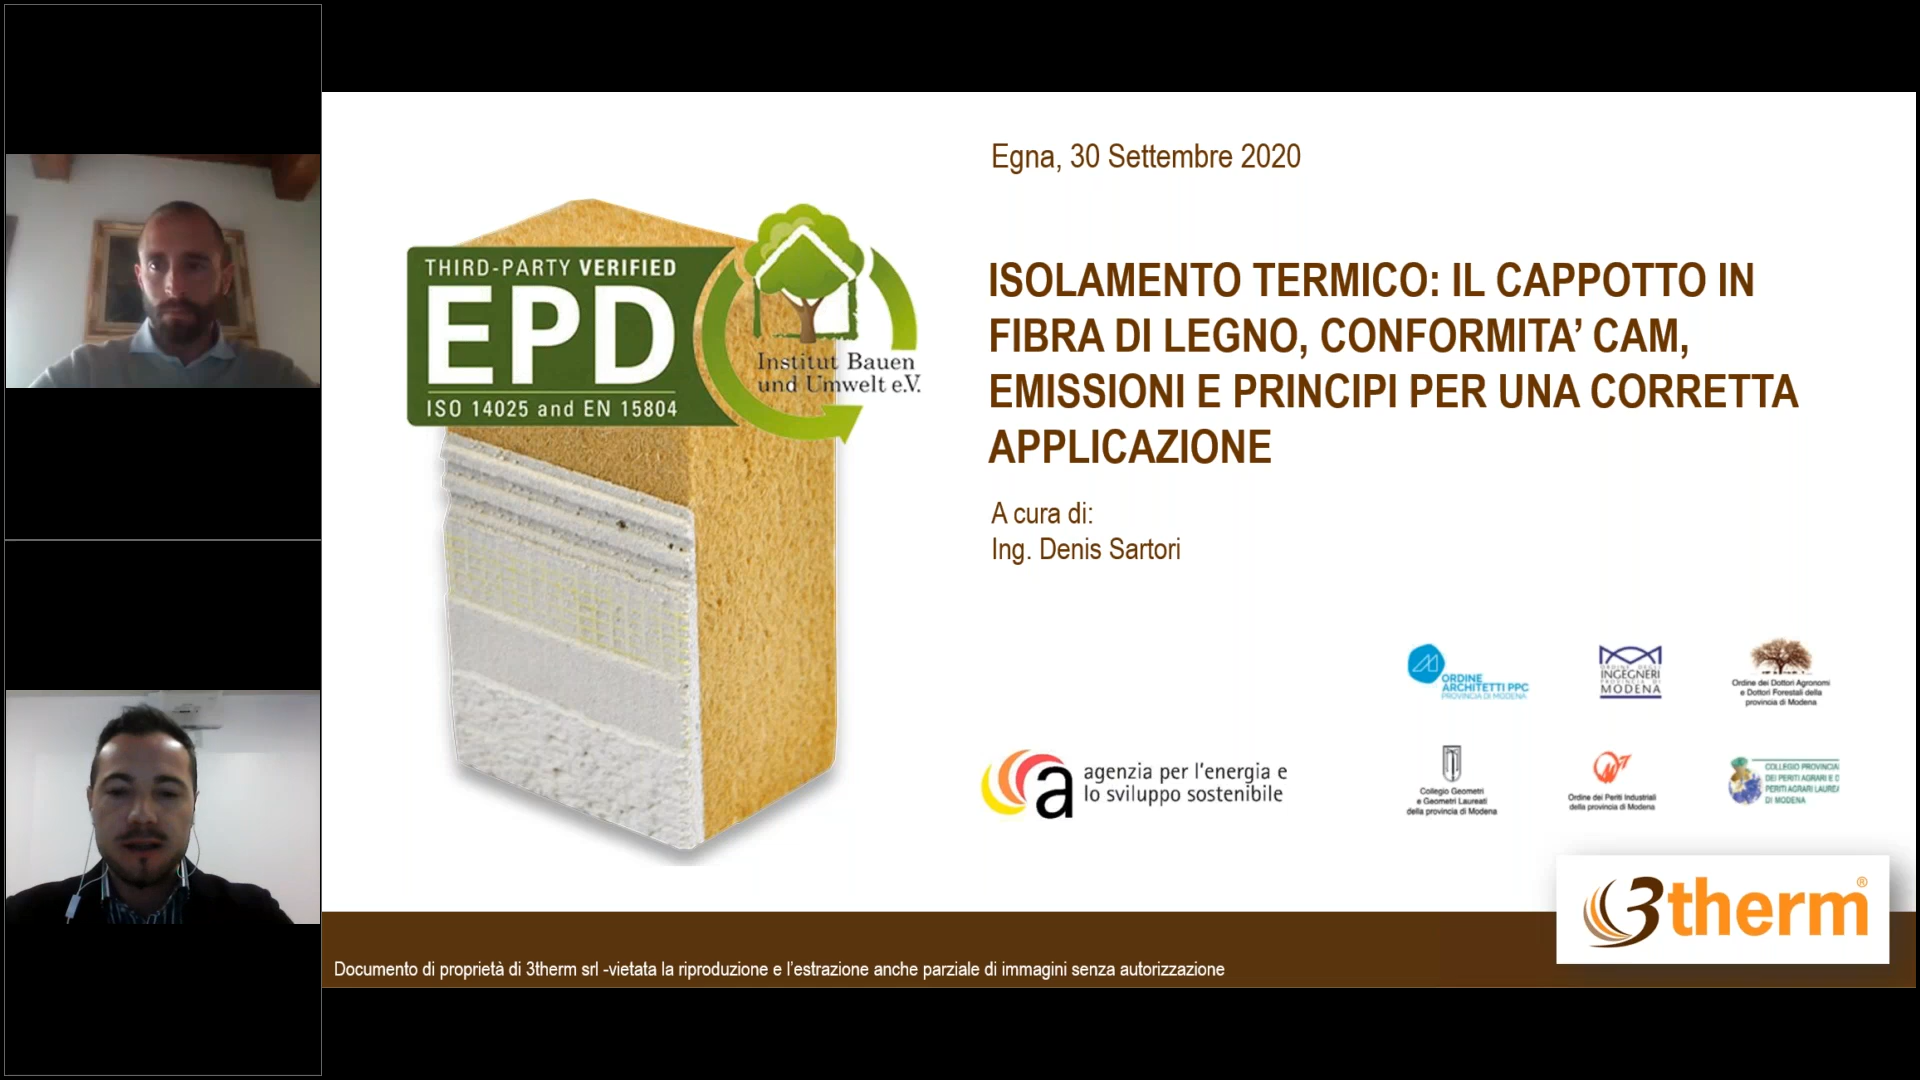 Egna, 30 Settembre 2020
THIRD-PARTY VERIFIED
EPD
ISO 14025 and EN 15804
Institut Bauen
und Umwelt e.V.
ISOLAMENTO TERMICO: IL CAPPOTTO IN
FIBRA DI LEGNO, CONFORMITA’ CAM,
EMISSIONI E PRINCIPI PER UNA CORRETTA
APPLICAZIONE
A cura di:
Ing. Denis Sartori
ORDINE
ARCHITETTI PPC
PROVINCIA DI MODENA
ORDINE DEGLI
INGEGNERI
PROVINCIA DI
MODENA
Ordine dei Dottori Agronomi
e Dottori Forestali della
provincia di Modena
a agenzia per l'energia e
lo sviluppo sostenibile
Collegio Geometri
e Geometri Laureati
della provincia di Modena
Ordine dei Periti Industriali
della provincia di Modena
COLLEGIO PROVINCIA
DEI PERITI AGRARI E D
PERITI AGRARI LAUREA
DI MODENA
3therm®
Documento di proprietà di 3therm srl -vietata la riproduzione e l’estrazione anche parziale di immagini senza autorizzazione